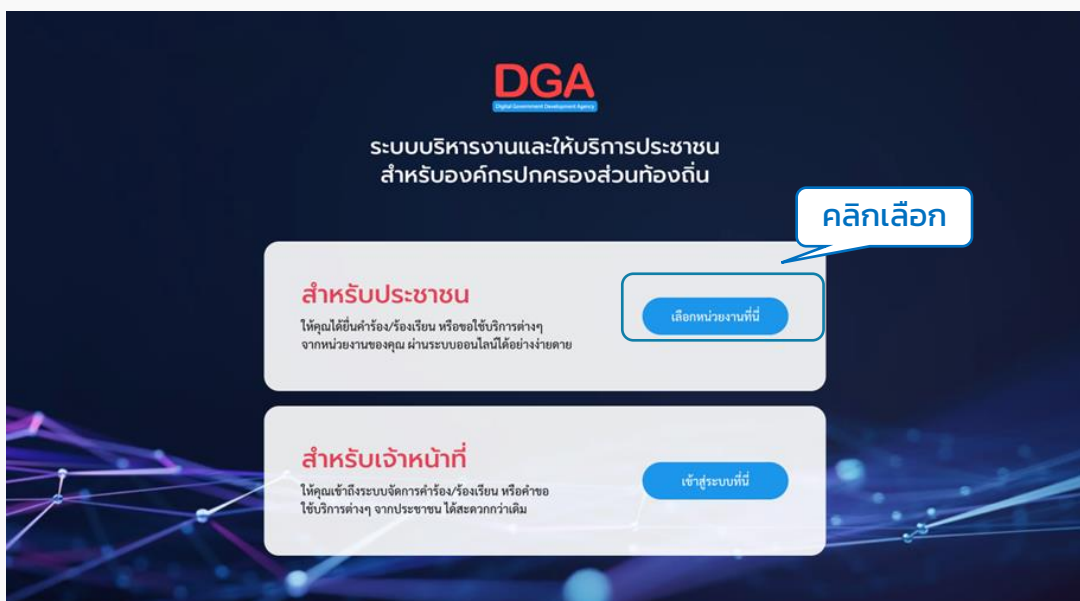 DGA
Digital Government Development Agency
ระบบบริหารงานและให้บริการประชาชน
สำหรับองค์กรปกครองส่วนท้องถิ่น
คลิกเลือก
สำหรับประชาชน
ให้คุณได้ยื่นคำร้อง/ร้องเรียน หรือขอใช้บริการต่างๆ
จากหน่วยงานของคุณ ผ่านระบบออนไลน์ได้อย่างง่ายดาย
เลือกหน่วยงานที่นี่
สำหรับเจ้าหน้าที่
ให้คุณเข้าถึงระบบจัดการคำร้อง/ร้องเรียน หรือคำขอ
ใช้บริการต่างๆ จากประชาชน ได้สะดวกกว่าเดิม
เข้าสู่ระบบที่นี่